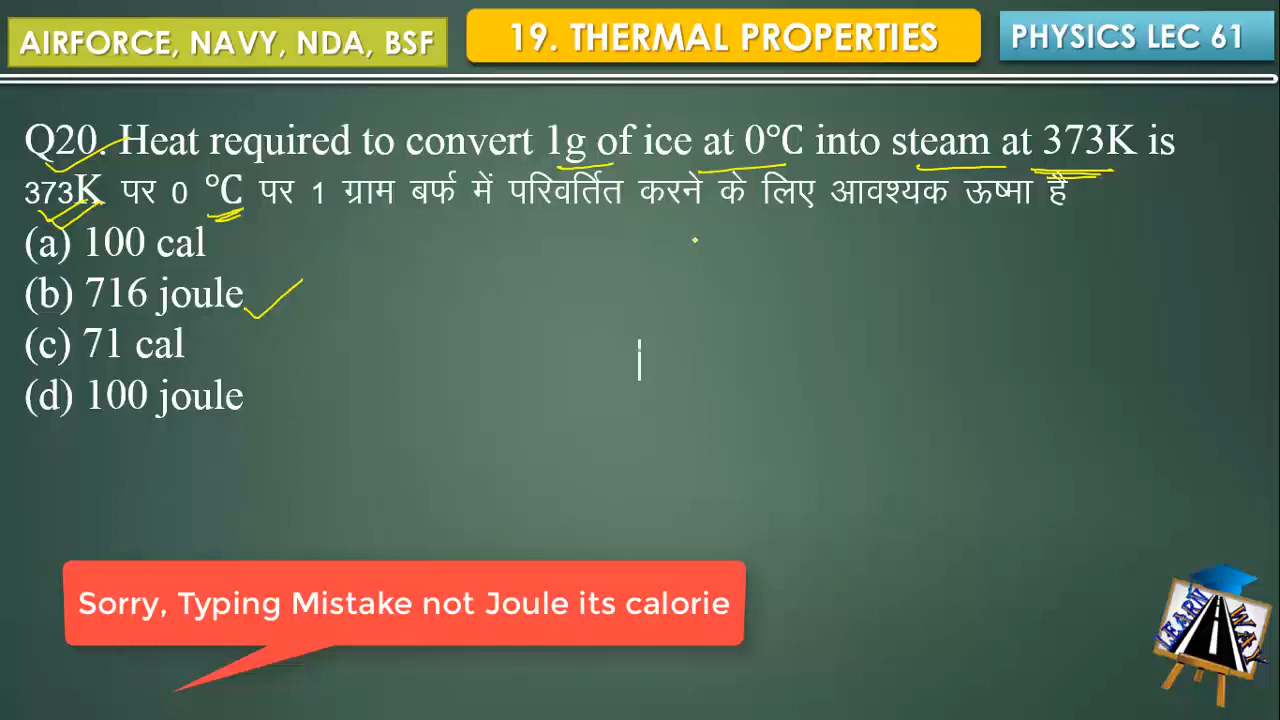 AIRFORCE, NAVY, NDA, BSF
19. THERMAL PROPERTIES
PHYSICS LEC 61
Q20. Heat required to convert 1g of ice at 0°C into steam at 373K is
373K पर 0 °C पर 1 ग्राम बर्फ में परिवर्तित करने के लिए आवश्यक ऊष्मा है
(a) 100 cal
(b) 716 joule
(c) 71 cal
(d) 100 joule
Sorry, Typing Mistake not Joule its calorie
LEARN WAY